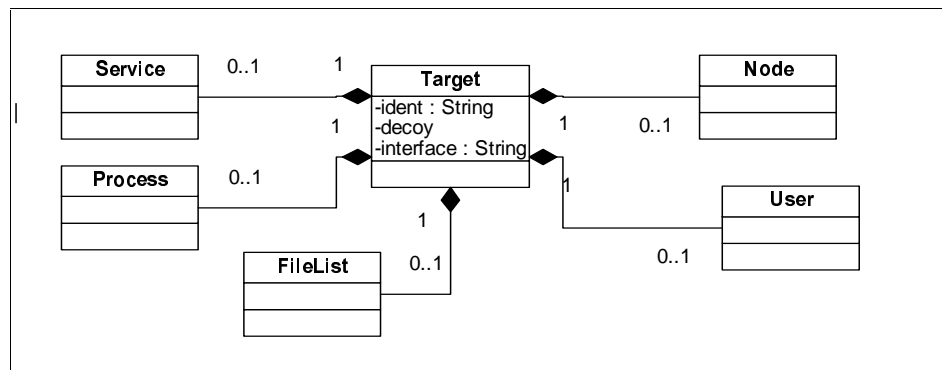 Service
0..1
1
Target
-ident : String
-decoy
-interface : String
Node
1
0..1
1
Process
0..1
1
User
0..1
1
FileList
0..1